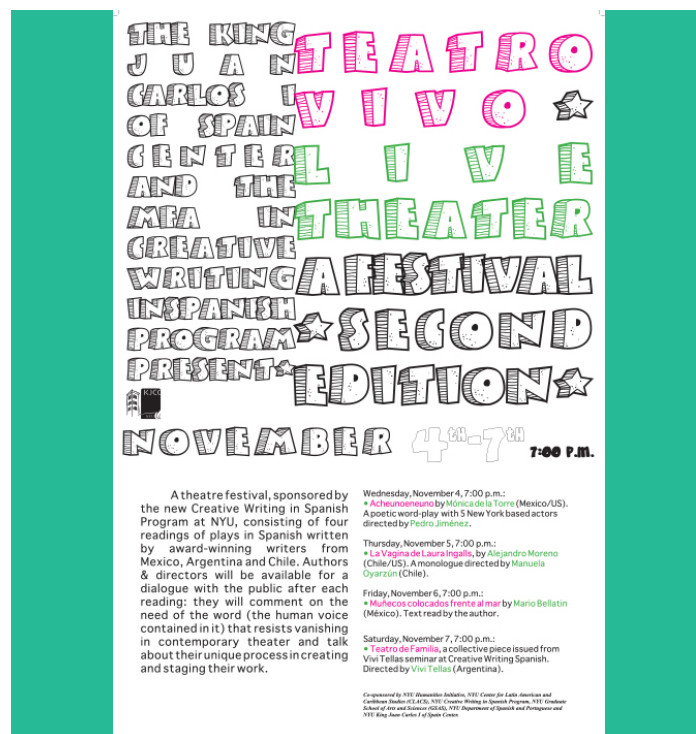 THE KING
JUAN
CARLOS I
OF SPAIN
CENTER
AND THE
MFA IN
CREATIVE
WRITING
INSPANISH
PROGRAM
PRESENT
KJCC
TEATRO
VIVO
LIVE
THEATER
A FESTIVAL
SECOND
EDITION
NOVEMBER 4TH-7TH 7:00 P.M.
A theatre festival, sponsored by
the new Creative Writing in Spanish
Program at NYU, consisting of four
readings of plays in Spanish written
by award-winning writers from
Mexico, Argentina and Chile. Authors
& directors will be available for a
dialogue with the public after each
reading: they will comment on the
need of the word (the human voice
contained in it) that resists vanishing
in contemporary theater and talk
about their unique process in creating
and staging their work.
Wednesday, November 4, 7:00 p.m.:
• Acheunoeneuno by Mónica de la Torre (Mexico/US).
A poetic word-play with 5 New York based actors
directed by Pedro Jiménez.
Thursday, November 5, 7:00 p.m.:
• La Vagina de Laura Ingalls, by Alejandro Moreno
(Chile/US). A monologue directed by Manuela
Oyarzún (Chile).
Friday, November 6, 7:00 p.m.:
• Muñecos colocados frente al mar by Mario Bellatin
(México). Text read by the author.
Saturday, November 7, 7:00 p.m.:
• Teatro de Familia, a collective piece issued from
Vivi Tellas seminar at Creative Writing Spanish.
Directed by Vivi Tellas (Argentina).
Co-sponsored by NYU Humanities Initiative, NYU Center for Latin American and
Caribbean Studies (CLACS), NYU Creative Writing in Spanish Program, NYU Graduate
School of Arts and Sciences (GSAS), NYU Department of Spanish and Portuguese and
NYU King Juan Carlos I of Spain Center.